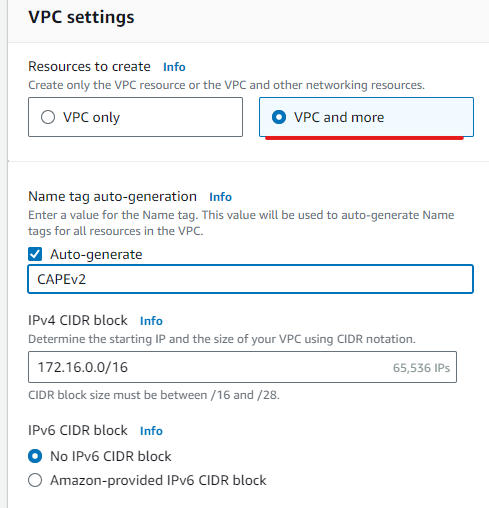 VPC settings
Resources to create Info
Create only the VPC resource or the VPC and other networking resources.
VPC only
VPC and more
Name tag auto-generation Info
Enter a value for the Name tag. This value will be used to auto-generate Name
tags for all resources in the VPC.
Auto-generate
CAPEv2
IPv4 CIDR block Info
Determine the starting IP and the size of your VPC using CIDR notation.
172.16.0.0/16 65,536 IPs
CIDR block size must be between /16 and /28.
IPv6 CIDR block Info
No IPv6 CIDR block
Amazon-provided IPv6 CIDR block